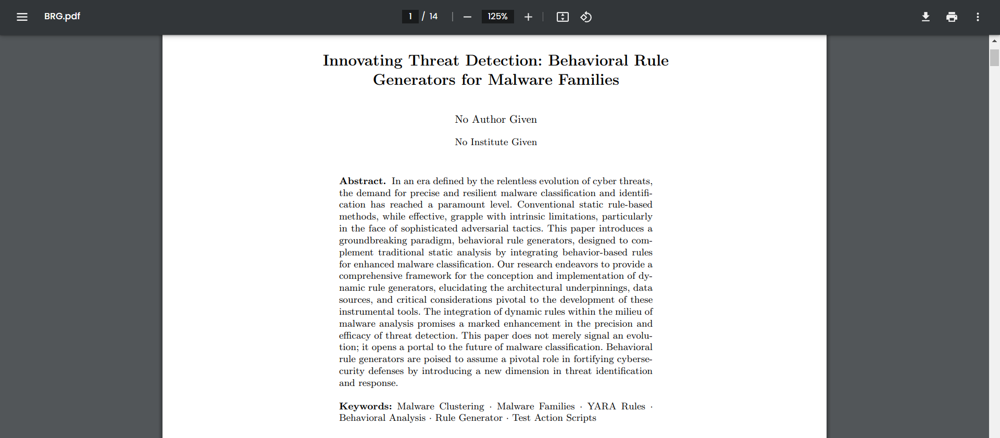 BRG.pdf
1 / 14
125%
Innovating Threat Detection: Behavioral Rule
Generators for Malware Families
No Author Given
No Institute Given
Abstract. In an era defined by the relentless evolution of cyber threats,
the demand for precise and resilient malware classification and identifi-
cation has reached a paramount level. Conventional static rule-based
methods, while effective, grapple with intrinsic limitations, particularly
in the face of sophisticated adversarial tactics. This paper introduces a
groundbreaking paradigm, behavioral rule generators, designed to com-
plement traditional static analysis by integrating behavior-based rules
for enhanced malware classification. Our research endeavors to provide a
comprehensive framework for the conception and implementation of dy-
namic rule generators, elucidating the architectural underpinnings, data
sources, and critical considerations pivotal to the development of these
instrumental tools. The integration of dynamic rules within the milieu of
malware analysis promises a marked enhancement in the precision and
efficacy of threat detection. This paper does not merely signal an evolu-
tion; it opens a portal to the future of malware classification. Behavioral
rule generators are poised to assume a pivotal role in fortifying cyberse-
curity defenses by introducing a new dimension in threat identification
and response.
Keywords: Malware Clustering · Malware Families · YARA Rules ·
Behavioral Analysis · Rule Generator · Test Action Scripts